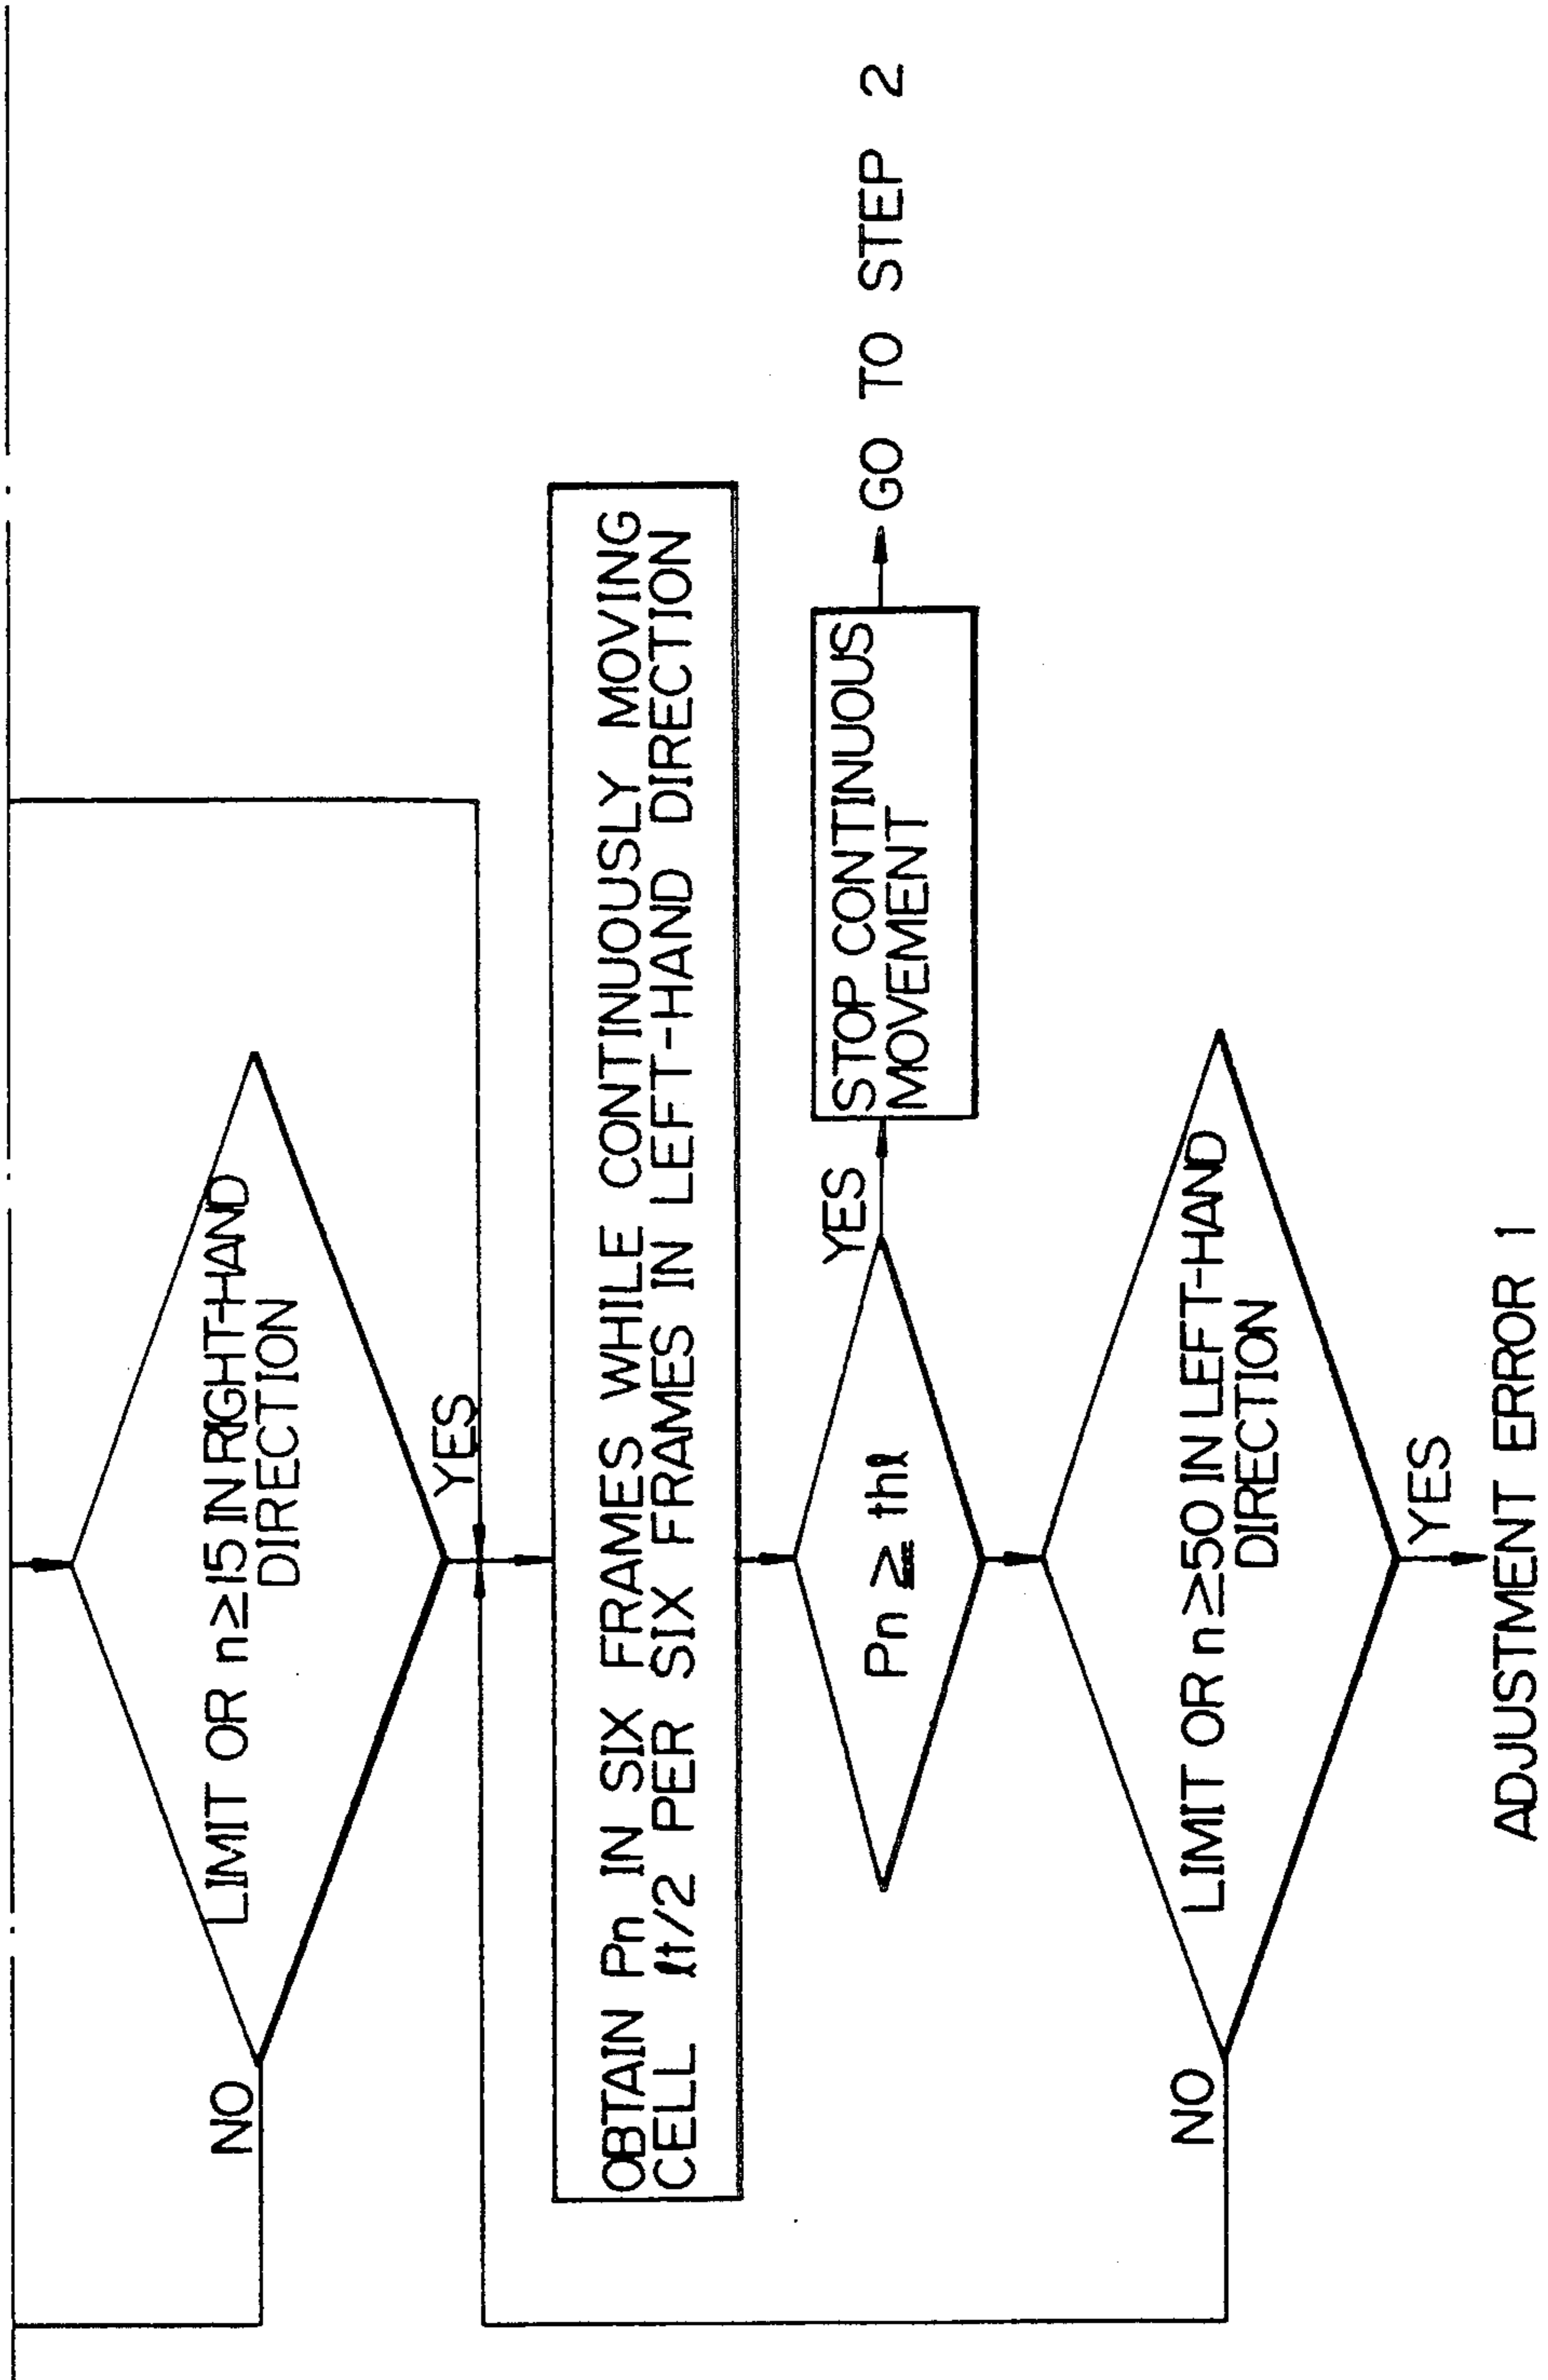 LIMIT OR n≥15 IN RIGHT-HAND
DIRECTION
NO
YES
OBTAIN Pn IN SIX FRAMES WHILE CONTINUOUSLY MOVING
CELL ℓt/2 PER SIX FRAMES IN LEFT-HAND DIRECTION
Pn ≥ thℓ
YES
STOP CONTINUOUS
MOVEMENT
GO TO STEP 2
LIMIT OR n≥50 IN LEFT-HAND
DIRECTION
NO
YES
ADJUSTMENT ERROR 1